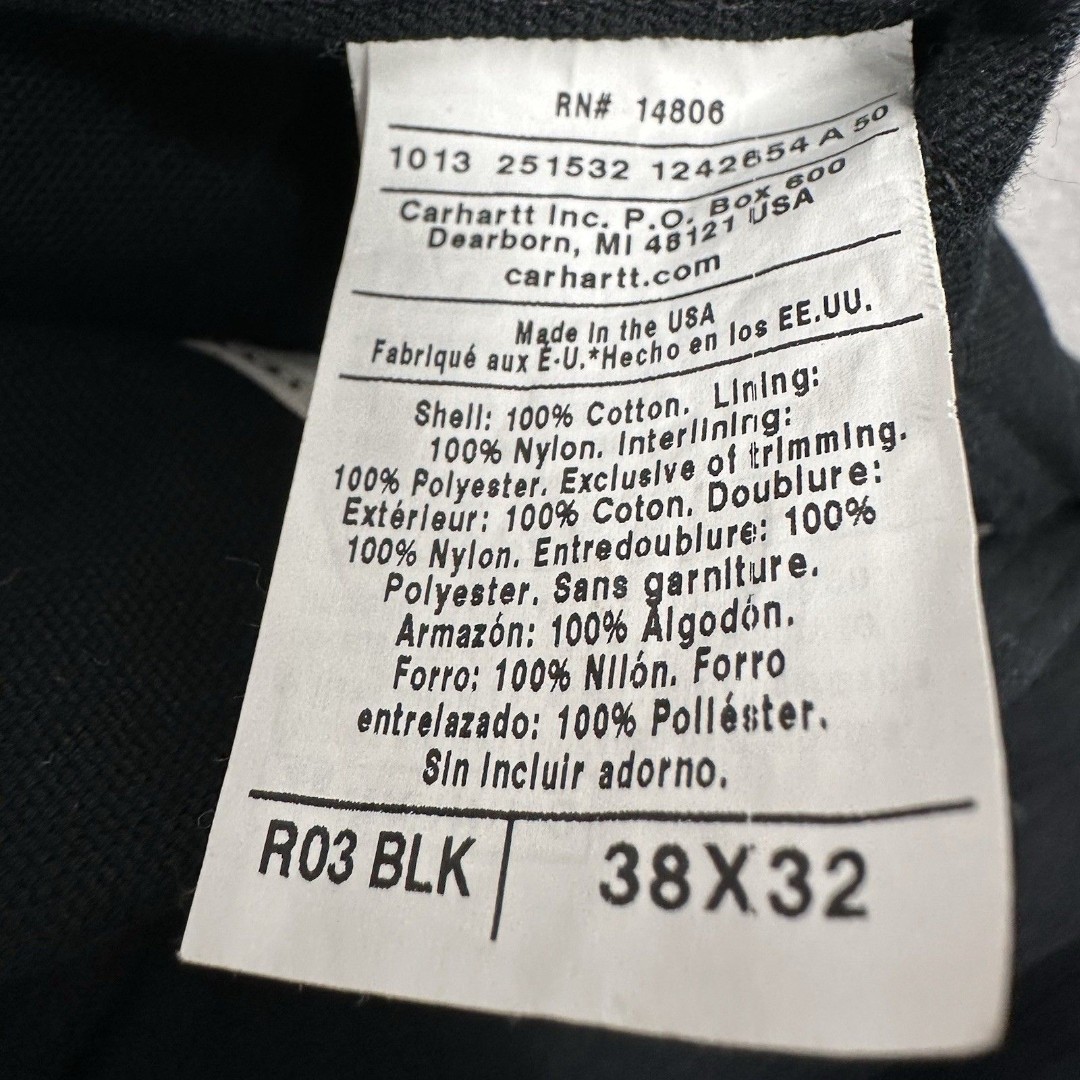 RN# 14806
1013 251532 1242654 A 50
Carhartt Inc. P.O. Box 600
Dearborn, MI 48121 USA
carhartt.com
Made in the USA
Fabriqué aux É-U.*Hecho en los EE.UU.
Shell: 100% Cotton. Lining:
100% Nylon. Interlining:
100% Polyester. Exclusive of trimming.
Extérieur: 100% Coton. Doublure:
100% Nylon. Entredoublure: 100%
Polyester. Sans garniture.
Armazón: 100% Algodón.
Forro: 100% Nilón. Forro
entrelazado: 100% Poliéster.
Sin incluir adorno.
R03 BLK
38X32